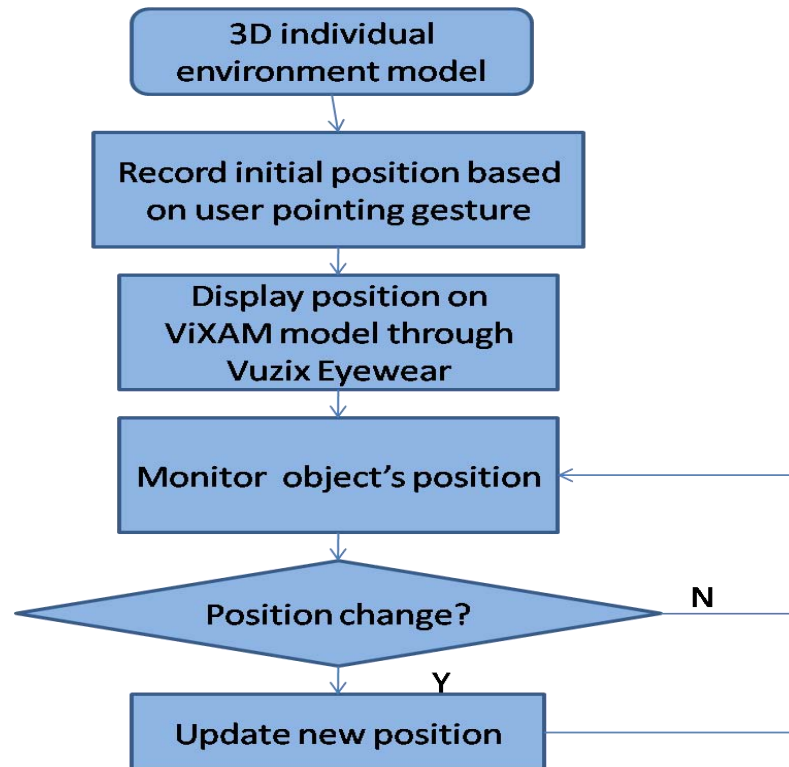 3D individual
environment model
Record initial position based
on user pointing gesture
Display position on
ViXAM model through
Vuzix Eyewear
Monitor object's position
Position change?
N
Y
Update new position